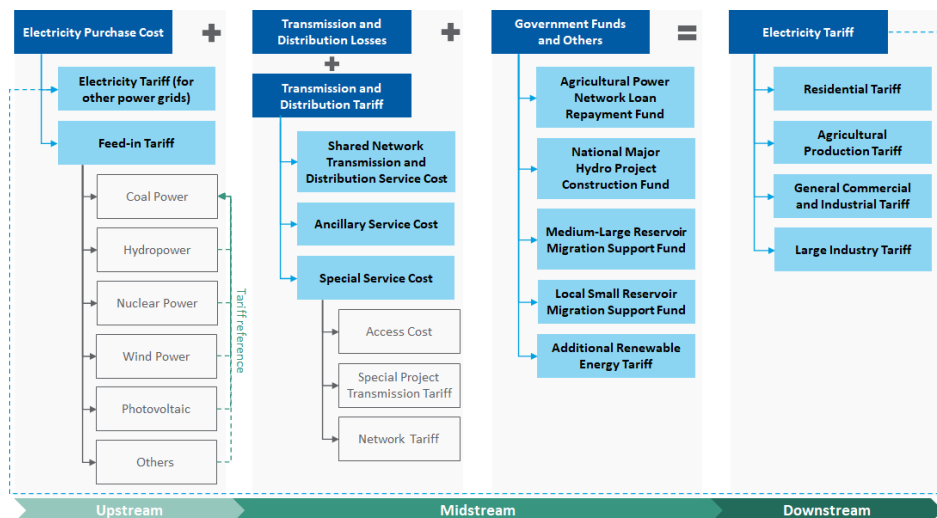 Electricity Purchase Cost
+
Electricity Tariff (for
other power grids)
Feed-in Tariff
Coal Power
Hydropower
Nuclear Power
Wind Power
Photovoltaic
Others
Tariff reference
Transmission and
Distribution Losses
+
+
Transmission and
Distribution Tariff
Shared Network
Transmission and
Distribution Service Cost
Ancillary Service Cost
Special Service Cost
Access Cost
Special Project
Transmission Tariff
Network Tariff
Government Funds
and Others
=
Agricultural Power
Network Loan
Repayment Fund
National Major
Hydro Project
Construction Fund
Medium-Large Reservoir
Migration Support Fund
Local Small Reservoir
Migration Support Fund
Additional Renewable
Energy Tariff
Electricity Tariff
Residential Tariff
Agricultural
Production Tariff
General Commercial
and Industrial Tariff
Large Industry Tariff
Upstream
Midstream
Downstream